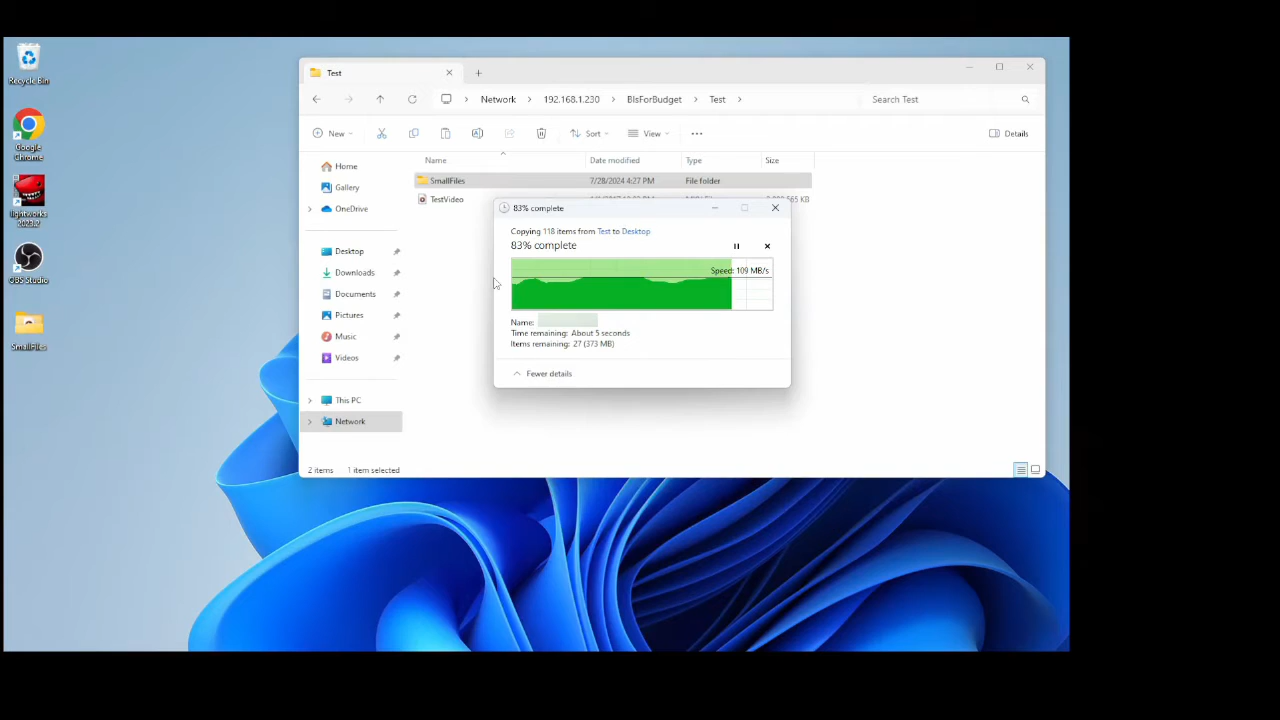 Recycle Bin
Google
Chrome
lightworks
2023.2
OBS Studio
SmallFiles
Test
Network
192.168.1.230
BIsForBudget
Test
Search Test
New
Sort
View
Details
Name
Date modified
Type
Size
Home
Gallery
OneDrive
Desktop
Downloads
Documents
Pictures
Music
Videos
This PC
Network
SmallFiles
7/28/2024 4:27 PM
File folder
TestVideo
83% complete
Copying 118 items from Test to Desktop
83% complete
Speed: 109 MB/s
Name:
Time remaining: About 5 seconds
Items remaining: 27 (373 MB)
Fewer details
2 items
1 item selected